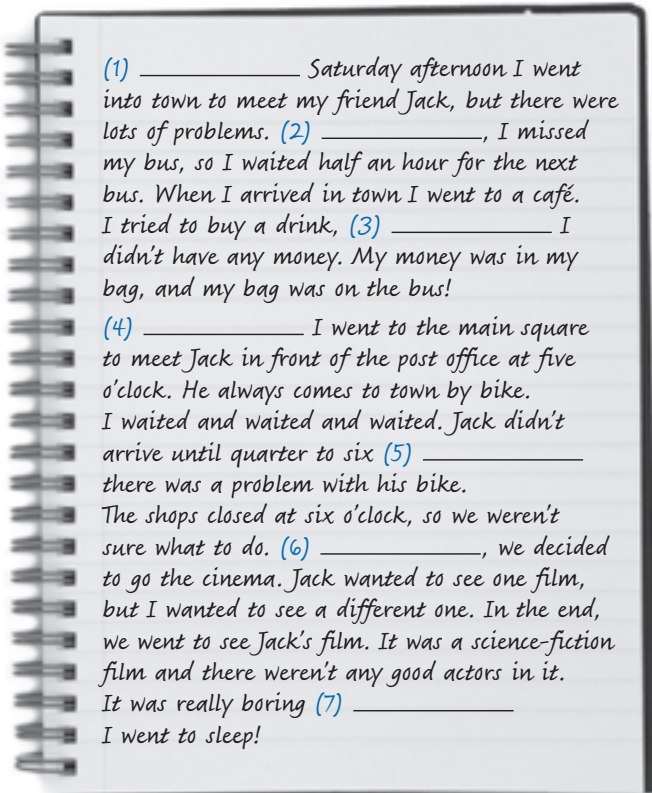 (1) ____________ Saturday afternoon I went
into town to meet my friend Jack, but there were
lots of problems. (2) ____________, I missed
my bus, so I waited half an hour for the next
bus. When I arrived in town I went to a café.
I tried to buy a drink, (3) ____________ I
didn't have any money. My money was in my
bag, and my bag was on the bus!
(4) ____________ I went to the main square
to meet Jack in front of the post office at five
o'clock. He always comes to town by bike.
I waited and waited and waited. Jack didn't
arrive until quarter to six (5) ____________
there was a problem with his bike.
The shops closed at six o'clock, so we weren't
sure what to do. (6) ____________, we decided
to go the cinema. Jack wanted to see one film,
but I wanted to see a different one. In the end,
we went to see Jack's film. It was a science-fiction
film and there weren't any good actors in it.
It was really boring (7) ____________
I went to sleep!